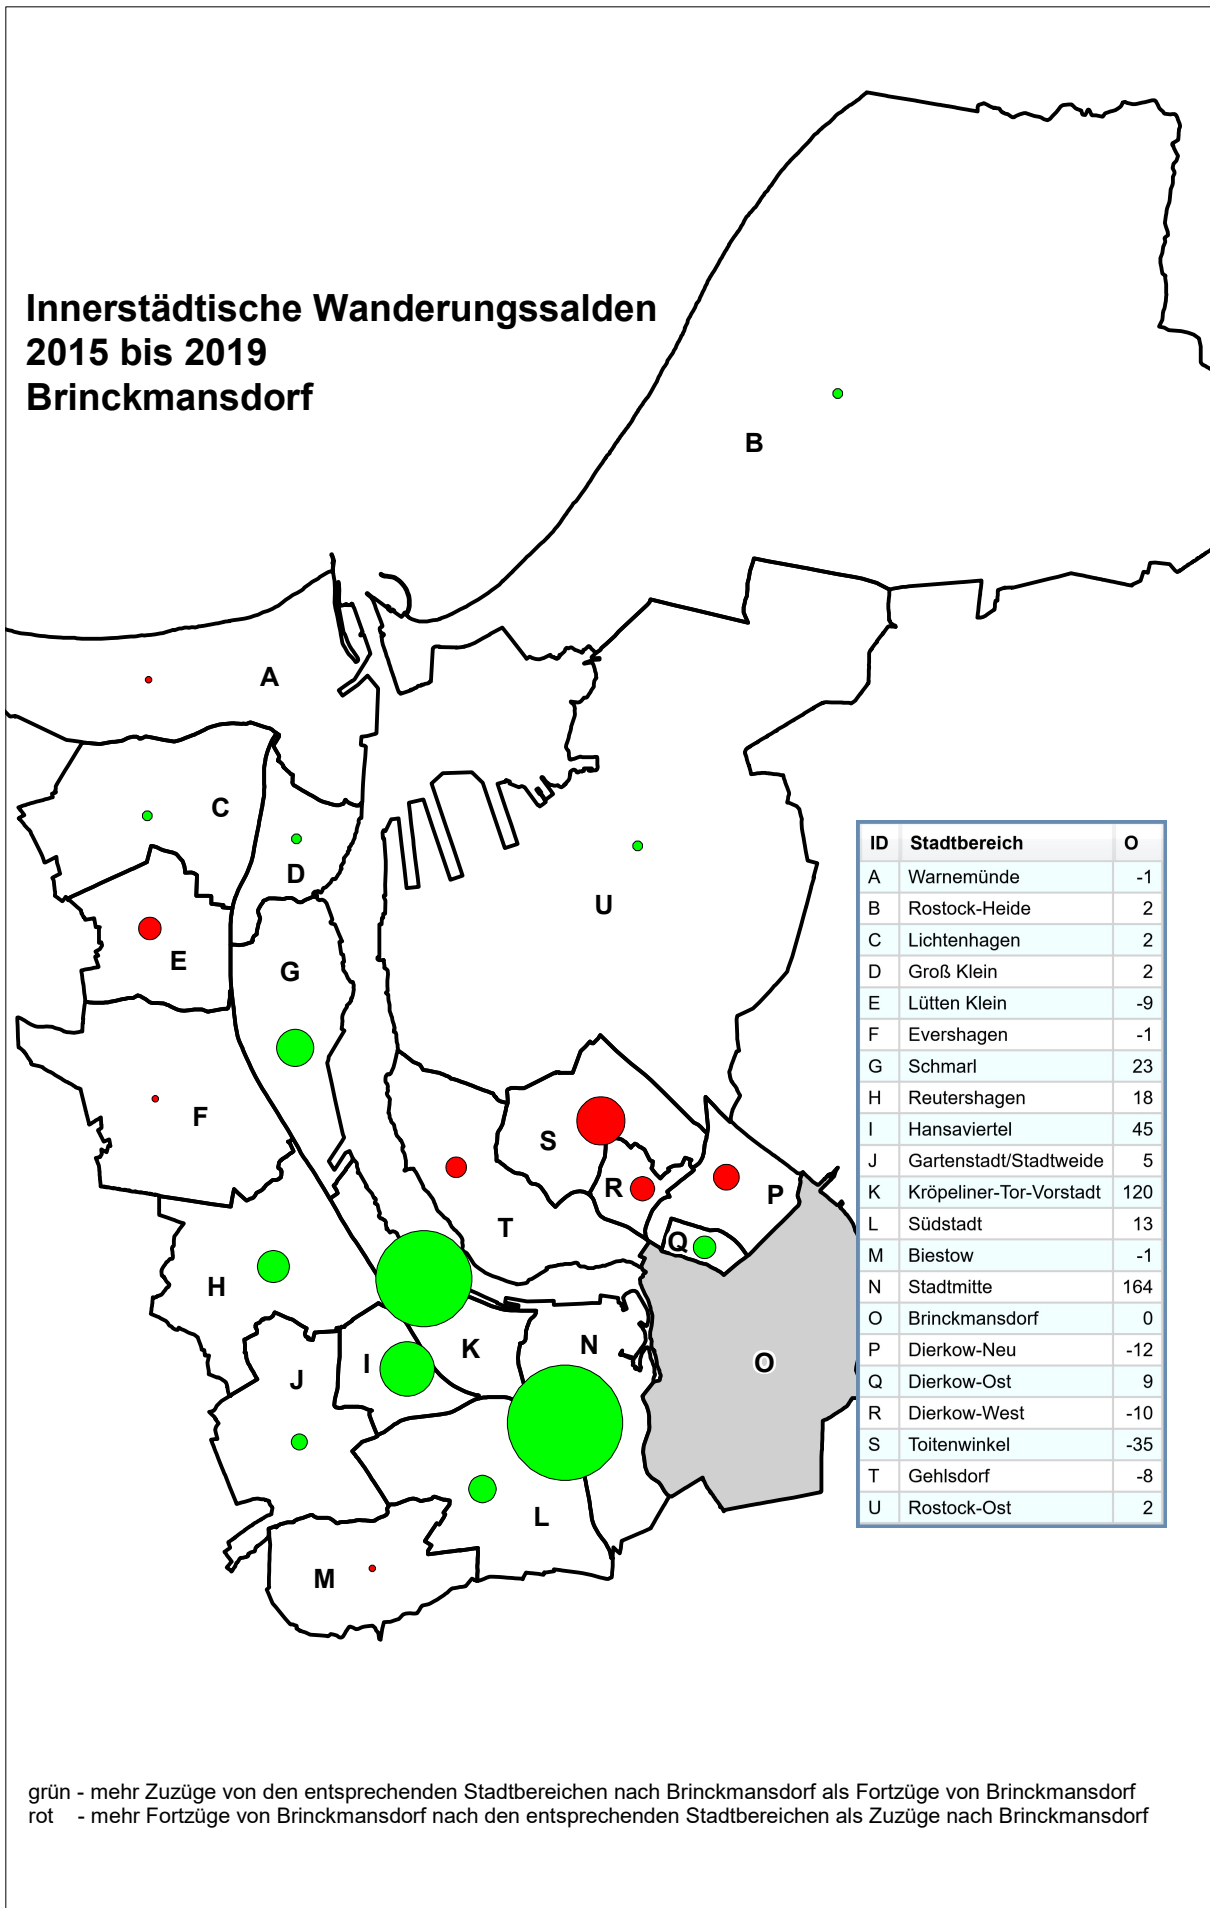 Innerstädtische Wanderungssalden
2015 bis 2019
Brinckmansdorf
B
A
C
D
E
G
U
F
S
R
P
Q
T
H
I
K
N
J
O
L
M
ID Stadtbereich O
A Warnemünde -1
B Rostock-Heide 2
C Lichtenhagen 2
D Groß Klein 2
E Lütten Klein -9
F Evershagen -1
G Schmarl 23
H Reutershagen 18
I Hansaviertel 45
J Gartenstadt/Stadtweide 5
K Kröpeliner-Tor-Vorstadt 120
L Südstadt 13
M Biestow -1
N Stadtmitte 164
O Brinckmansdorf 0
P Dierkow-Neu -12
Q Dierkow-Ost 9
R Dierkow-West -10
S Toitenwinkel -35
T Gehlsdorf -8
U Rostock-Ost 2
grün - mehr Zuzüge von den entsprechenden Stadtbereichen nach Brinckmansdorf als Fortzüge von Brinckmansdorf
rot - mehr Fortzüge von Brinckmansdorf nach den entsprechenden Stadtbereichen als Zuzüge nach Brinckmansdorf